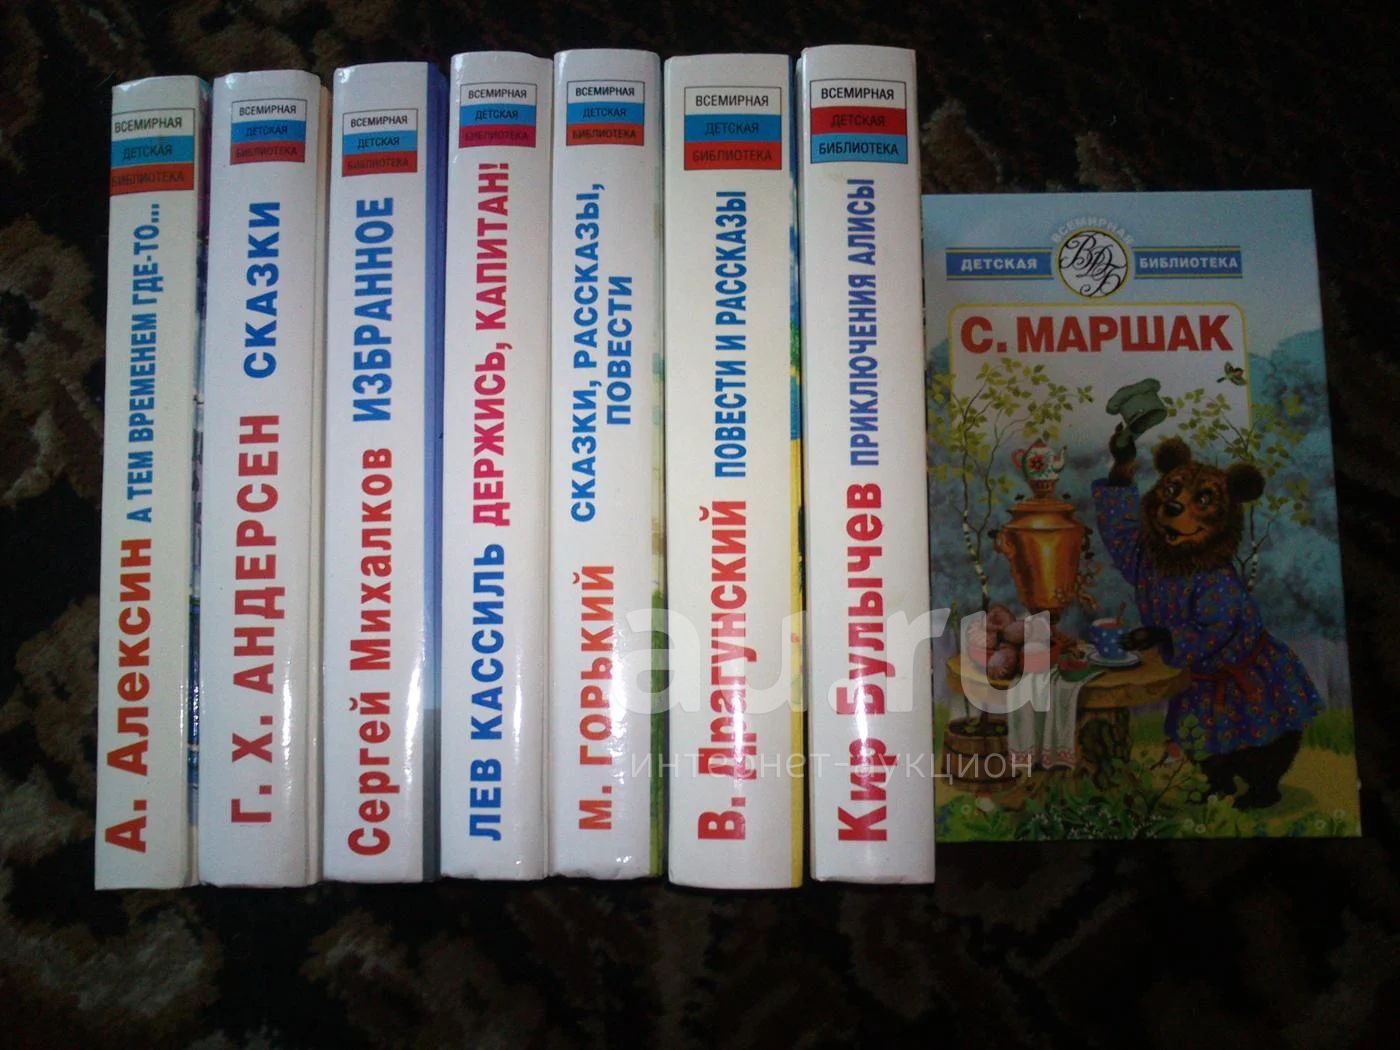 ВСЕМИРНАЯ
ДЕТСКАЯ
БИБЛИОТЕКА
А. Алексин А ТЕМ ВРЕМЕНЕМ ГДЕ-ТО...
ВСЕМИРНАЯ
ДЕТСКАЯ
БИБЛИОТЕКА
Г. Х. АНДЕРСЕН СКАЗКИ
ВСЕМИРНАЯ
ДЕТСКАЯ
БИБЛИОТЕКА
Сергей Михалков ИЗБРАННОЕ
ВСЕМИРНАЯ
ДЕТСКАЯ
БИБЛИОТЕКА
ЛЕВ КАССИЛЬ ДЕРЖИСЬ, КАПИТАН!
ВСЕМИРНАЯ
ДЕТСКАЯ
БИБЛИОТЕКА
М. ГОРЬКИЙ СКАЗКИ, РАССКАЗЫ,
ПОВЕСТИ
ВСЕМИРНАЯ
ДЕТСКАЯ
БИБЛИОТЕКА
В. Драгунский ПОВЕСТИ И РАССКАЗЫ
ВСЕМИРНАЯ
ДЕТСКАЯ
БИБЛИОТЕКА
Кир Булычев ПРИКЛЮЧЕНИЯ АЛИСЫ
ВСЕМИРНАЯ
ДЕТСКАЯ ВДБ БИБЛИОТЕКА
С. МАРШАК
au.ru
интернет-аукцион